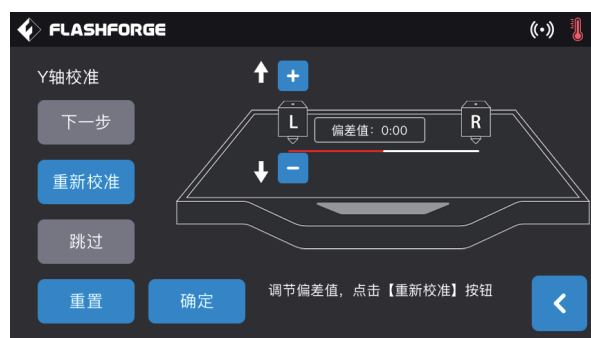 FLASHFORGE
Y轴校准
+
下一步
L
偏差值：0:00
R
重新校准
−
跳过
重置
确定
调节偏差值，点击【重新校准】按钮